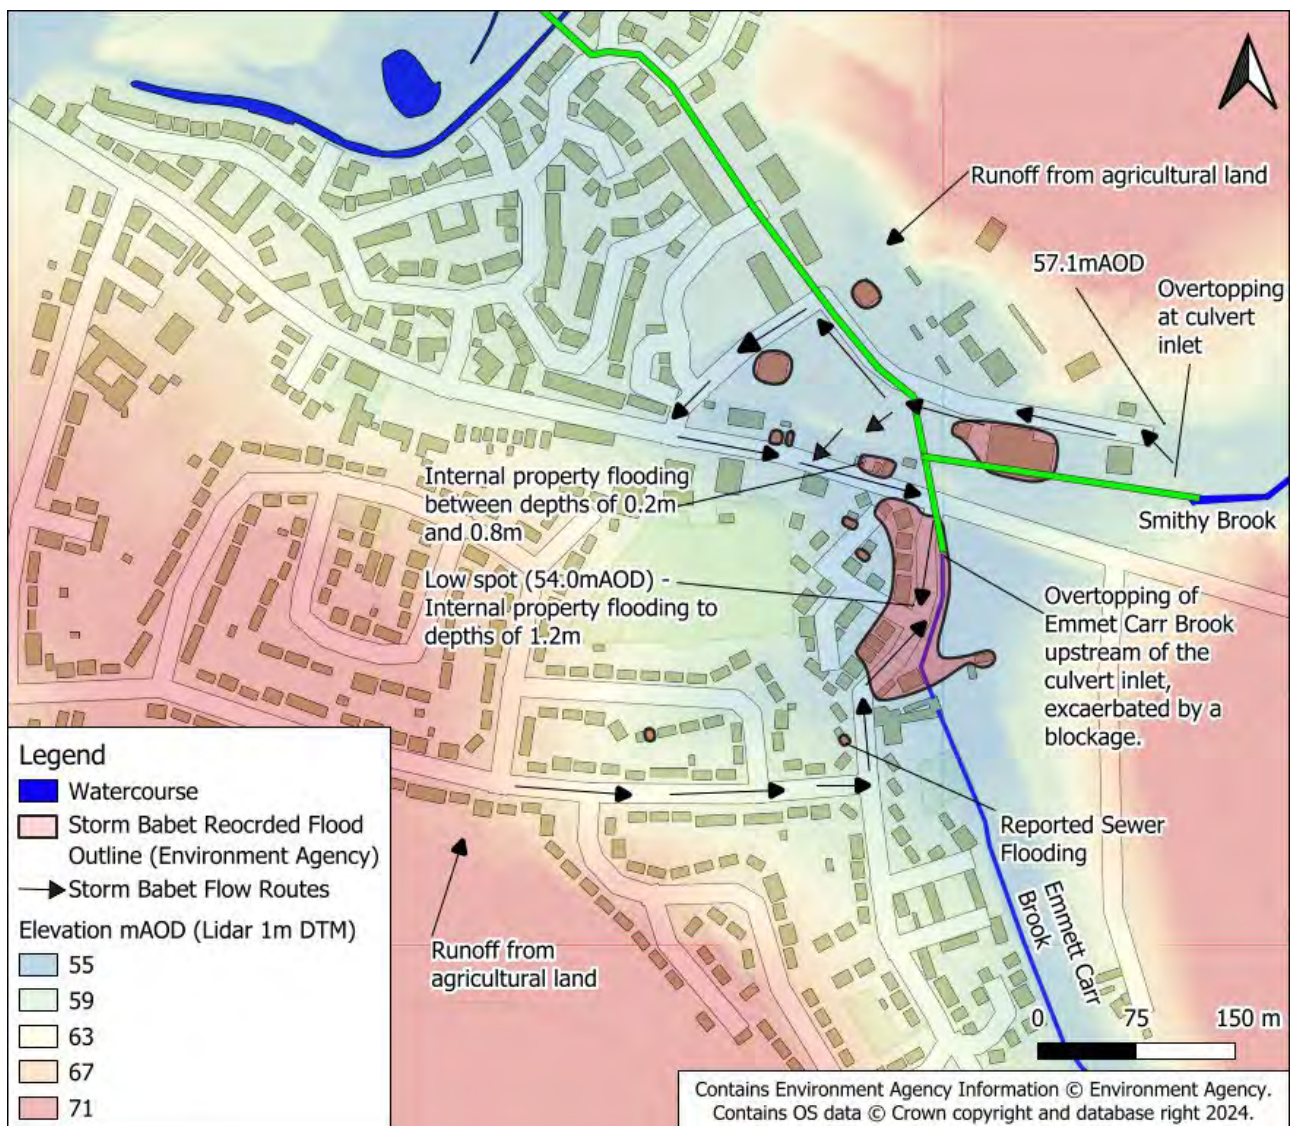 Runoff from agricultural land
57.1mAOD
Overtopping
at culvert
inlet
Internal property flooding
between depths of 0.2m
and 0.8m
Smithy Brook
Low spot (54.0mAOD) -
Internal property flooding to
depths of 1.2m
Overtopping of
Emmet Carr Brook
upstream of the
culvert inlet,
excaerbated by a
blockage.
Reported Sewer
Flooding
Emmett Carr
Brook
Runoff from
agricultural land
Legend
Watercourse
Storm Babet Reocrded Flood
Outline (Environment Agency)
Storm Babet Flow Routes
Elevation mAOD (Lidar 1m DTM)
55
59
63
67
71
0 75 150 m
Contains Environment Agency Information © Environment Agency.
Contains OS data © Crown copyright and database right 2024.